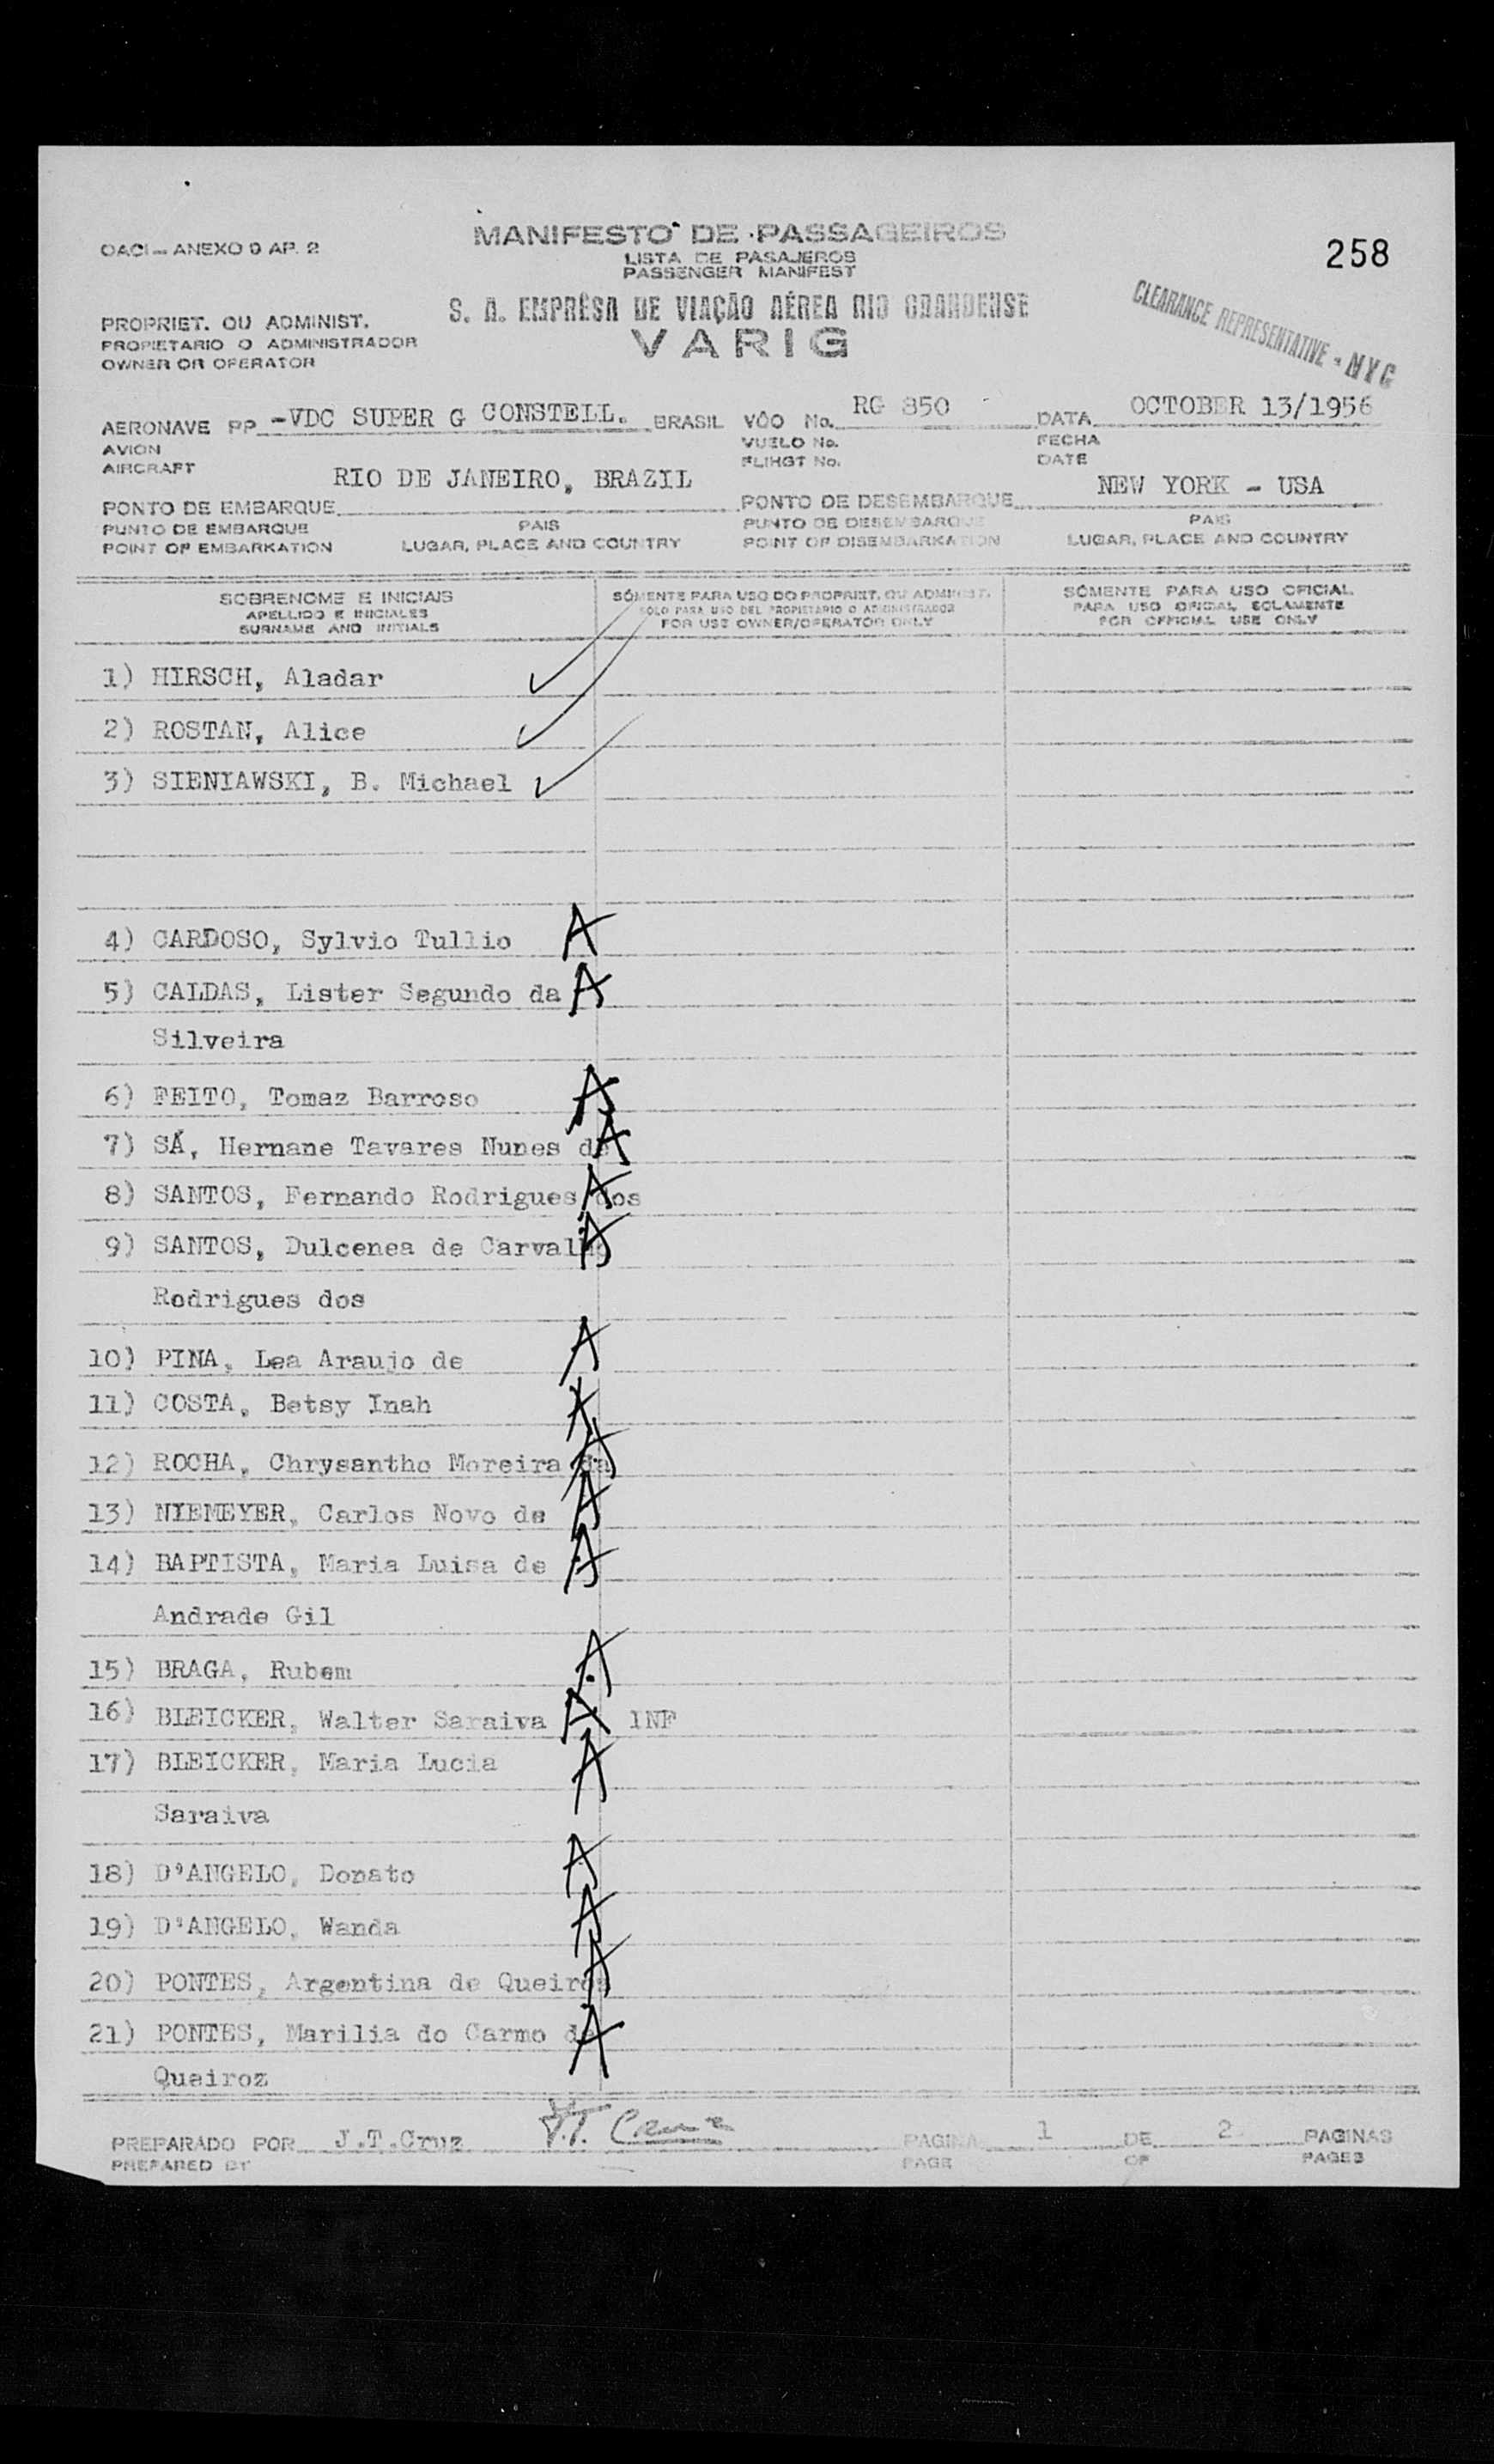 OACI - ANEXO 9 AP. 2
MANIFESTO DE PASSAGEIROS
LISTA DE PASAJEROS
PASSENGER MANIFEST
258
S. A. EMPRÊSA DE VIAÇÃO AÉREA RIO GRANDENSE
VARIG
CLEARANCE REPRESENTATIVE - NYC
PROPRIET. OU ADMINIST.
PROPIETARIO O ADMINISTRADOR
OWNER OR OPERATOR
AERONAVE PP -VDC SUPER G CONSTELL. BRASIL VÔO No. RG 850 DATA OCTOBER 13/1956
AVION VUELO No. FECHA
AIRCRAFT FLIHGT No. DATE
PONTO DE EMBARQUE RIO DE JANEIRO, BRAZIL PONTO DE DESEMBARQUE NEW YORK - USA
PUNTO DE EMBARQUE PAIS PUNTO DE DESEMBARQUE PAIS
POINT OF EMBARKATION LUGAR, PLACE AND COUNTRY POINT OF DISEMBARKATION LUGAR, PLACE AND COUNTRY
SOBRENOME E INICIAIS SÓMENTE PARA USO DO PROPRIET. OU ADMINIST. SÓMENTE PARA USO OFICIAL
APELLIDO E INICIALES SOLO PARA USO DEL PROPIETARIO O ADMINISTRADOR PARA USO OFICIAL SOLAMENTE
SURNAME AND INITIALS FOR USE OWNER/OPERATOR ONLY FOR OFFICIAL USE ONLY
1) HIRSCH, Aladar ✓
2) ROSTAN, Alice ✓
3) SIENIAWSKI, B. Michael ✓
4) CARDOSO, Sylvio Tullio A
5) CALDAS, Lister Segundo da A
Silveira
6) FEITO, Tomaz Barroso A
7) SÁ, Hernane Tavares Nunes de A
8) SANTOS, Fernando Rodrigues dos A
9) SANTOS, Dulcenea de Carvalho A
Rodrigues dos
10) PINA, Lea Araujo de A
11) COSTA, Betsy Inah A
12) ROCHA, Chrysantho Moreira da A
13) NIEMEYER, Carlos Novo de A
14) BAPTISTA, Maria Luisa de A
Andrade Gil
15) BRAGA, Rubem A
16) BLEICKER, Walter Saraiva A 1NF
17) BLEICKER, Maria Lucia A
Saraiva
18) D'ANGELO, Donato A
19) D'ANGELO, Wanda A
20) PONTES, Argentina de Queiroz A
21) PONTES, Marilia do Carmo de A
Queiroz
PREPARADO POR J.T.Cruz J.T. Cruz PAGINA 1 DE 2 PAGINAS
PREPARED BY PAGE OF PAGES